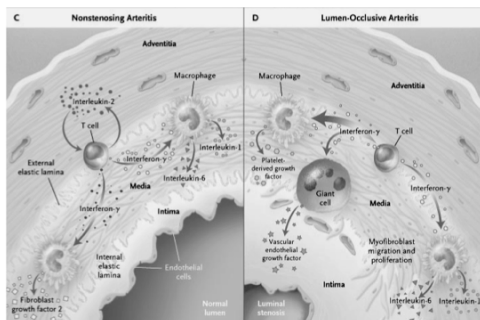 C
Nonstenosing Arteritis
Adventitia
Macrophage
Interleukin-2
T cell
Interferon-γ
Interleukin-1
External
elastic lamina
Media
Interleukin-6
Interferon-γ
Intima
Internal
elastic
lamina
Endothelial
cells
Fibroblast
growth factor 2
Normal
lumen
D
Lumen-Occlusive Arteritis
Macrophage
Adventitia
Interferon-γ
T cell
Platelet-
derived growth
factor
Giant
cell
Interferon-γ
Media
Vascular
endothelial
growth factor
Myofibroblast
migration and
proliferation
Intima
Luminal
stenosis
Interleukin-6
Interleukin-1